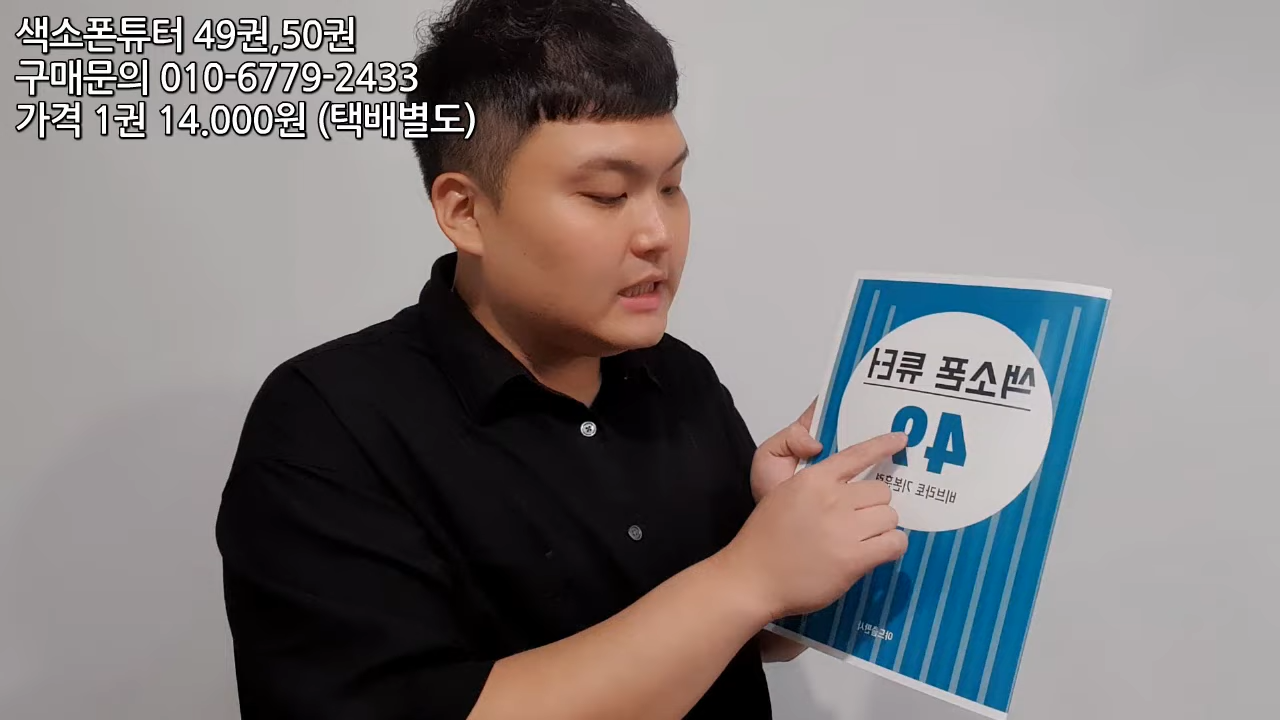 색소폰튜터 49권,50권
구매문의 010-6779-2433
가격 1권 14.000원 (택배별도)
색소폰 튜터
49
비브라토 기본훈련